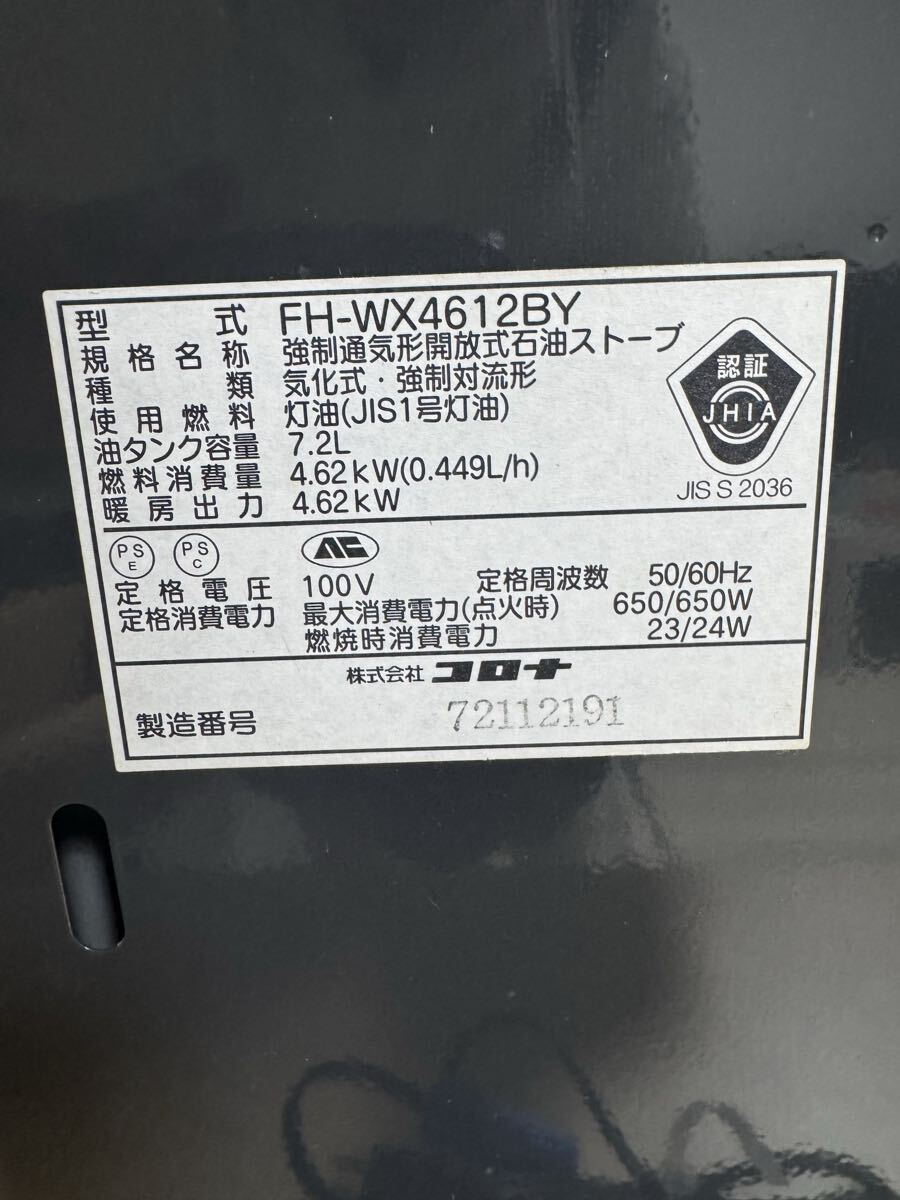 型式 FH-WX4612BY
規格名称 強制通気形開放式石油ストーブ
種類 気化式・強制対流形
使用燃料 灯油(JIS1号灯油)
油タンク容量 7.2L
燃料消費量 4.62kW(0.449L/h)
暖房出力 4.62kW
認証
JHIA
JIS S 2036
PS E PS C
定格電圧 100V 定格周波数 50/60Hz
定格消費電力 最大消費電力(点火時) 650/650W
燃焼時消費電力 23/24W
株式会社 コロナ
製造番号 72112191